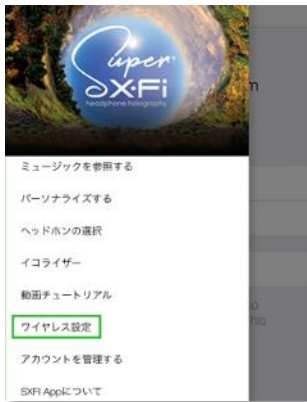 Super
X-Fi
headphone holography
m
ミュージックを参照する
パーソナライズする
ヘッドホンの選択
イコライザー
動画チュートリアル
ワイヤレス設定
アカウントを管理する
SXFI Appについて